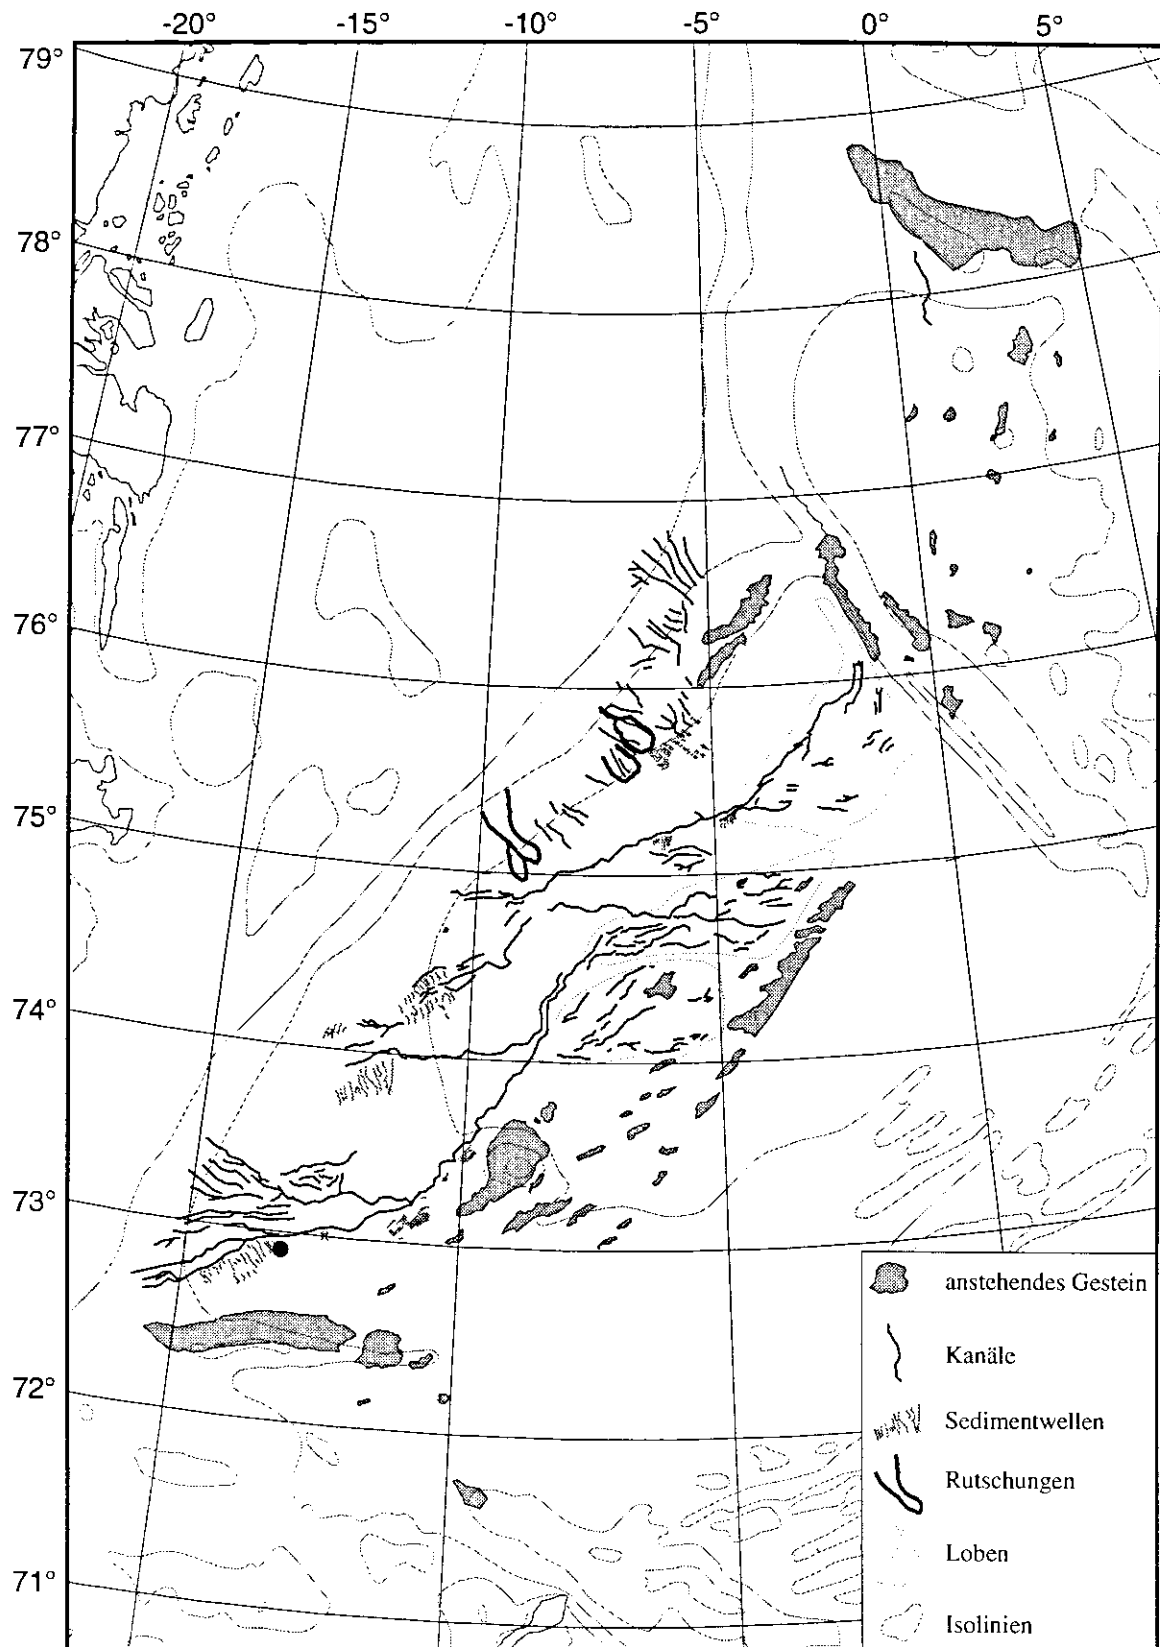 -20° -15° -10° -5° 0° 5°
79°
78°
77°
76°
75°
74°
73°
72°
71°
anstehendes Gestein
Kanäle
Sedimentwellen
Rutschungen
Loben
Isolinien